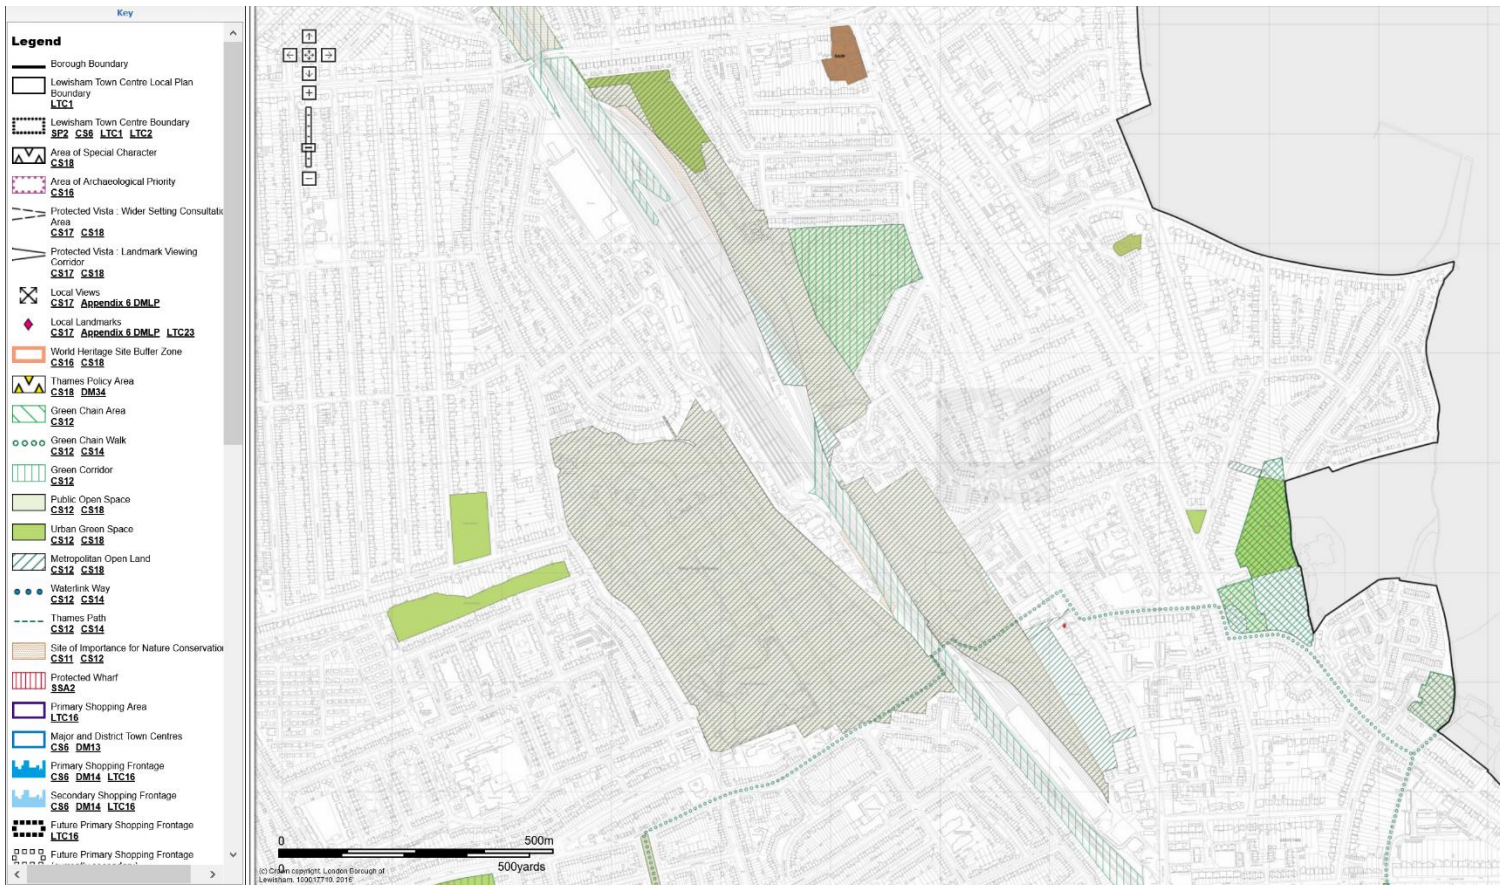 Key
Legend
Borough Boundary
Lewisham Town Centre Local Plan
Boundary
LTC1
Lewisham Town Centre Boundary
SP2 CS6 LTC1 LTC2
Area of Special Character
CS18
Area of Archaeological Priority
CS16
Protected Vista : Wider Setting Consultatic
Area
CS17 CS18
Protected Vista : Landmark Viewing
Corridor
CS17 CS18
Local Views
CS17 Appendix 6 DMLP
Local Landmarks
CS17 Appendix 6 DMLP LTC23
World Heritage Site Buffer Zone
CS16 CS18
Thames Policy Area
CS18 DM34
Green Chain Area
CS12
Green Chain Walk
CS12 CS14
Green Corridor
CS12
Public Open Space
CS12 CS18
Urban Green Space
CS12 CS18
Metropolitan Open Land
CS12 CS18
Waterlink Way
CS12 CS14
Thames Path
CS12 CS14
Site of Importance for Nature Conservation
CS11 CS12
Protected Wharf
SSA2
Primary Shopping Area
LTC16
Major and District Town Centres
CS6 DM13
Primary Shopping Frontage
CS6 DM14 LTC16
Secondary Shopping Frontage
CS6 DM14 LTC16
Future Primary Shopping Frontage
LTC16
Future Primary Shopping Frontage
0 500m
0 500yards
(c) Crown copyright. London Borough of
Lewisham. 100017710. 2016